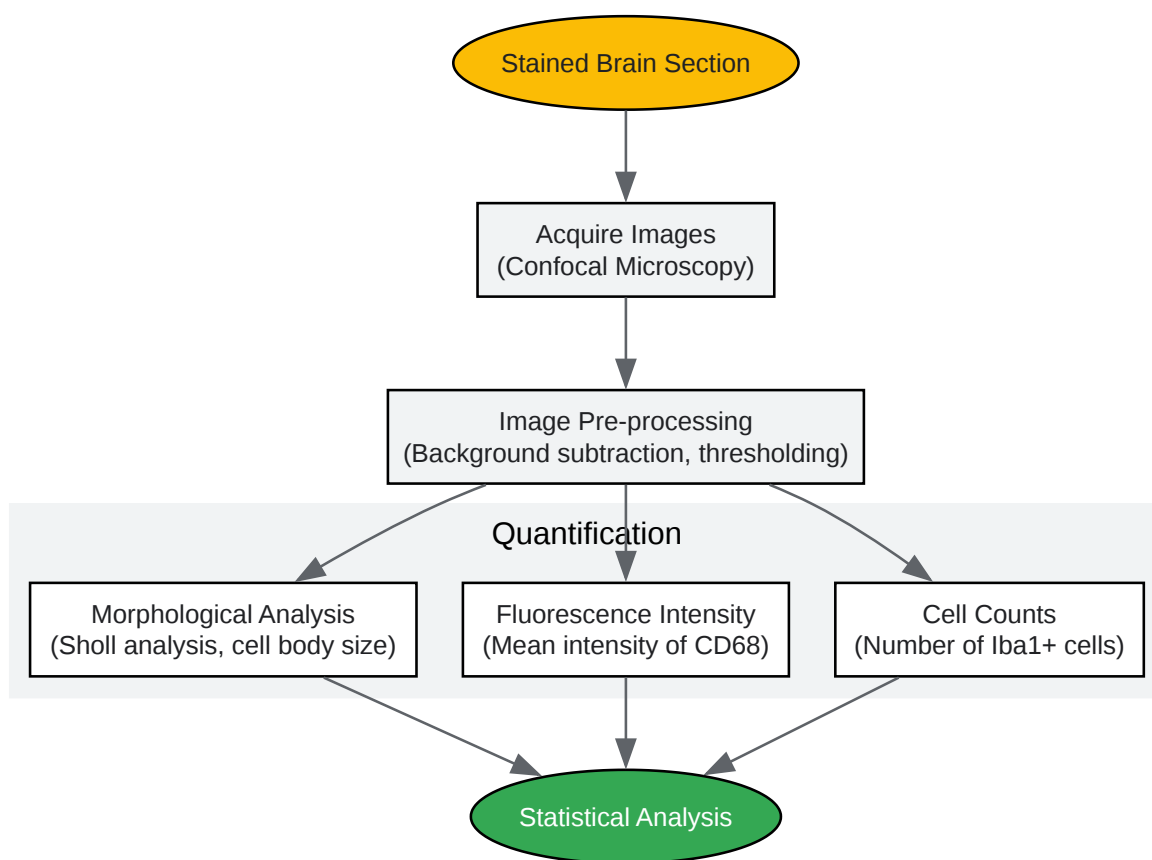 Stained Brain Section
Acquire Images
(Confocal Microscopy)
Image Pre-processing
(Background subtraction, thresholding)
Quantification
Morphological Analysis
(Sholl analysis, cell body size)
Fluorescence Intensity
(Mean intensity of CD68)
Cell Counts
(Number of Iba1+ cells)
Statistical Analysis